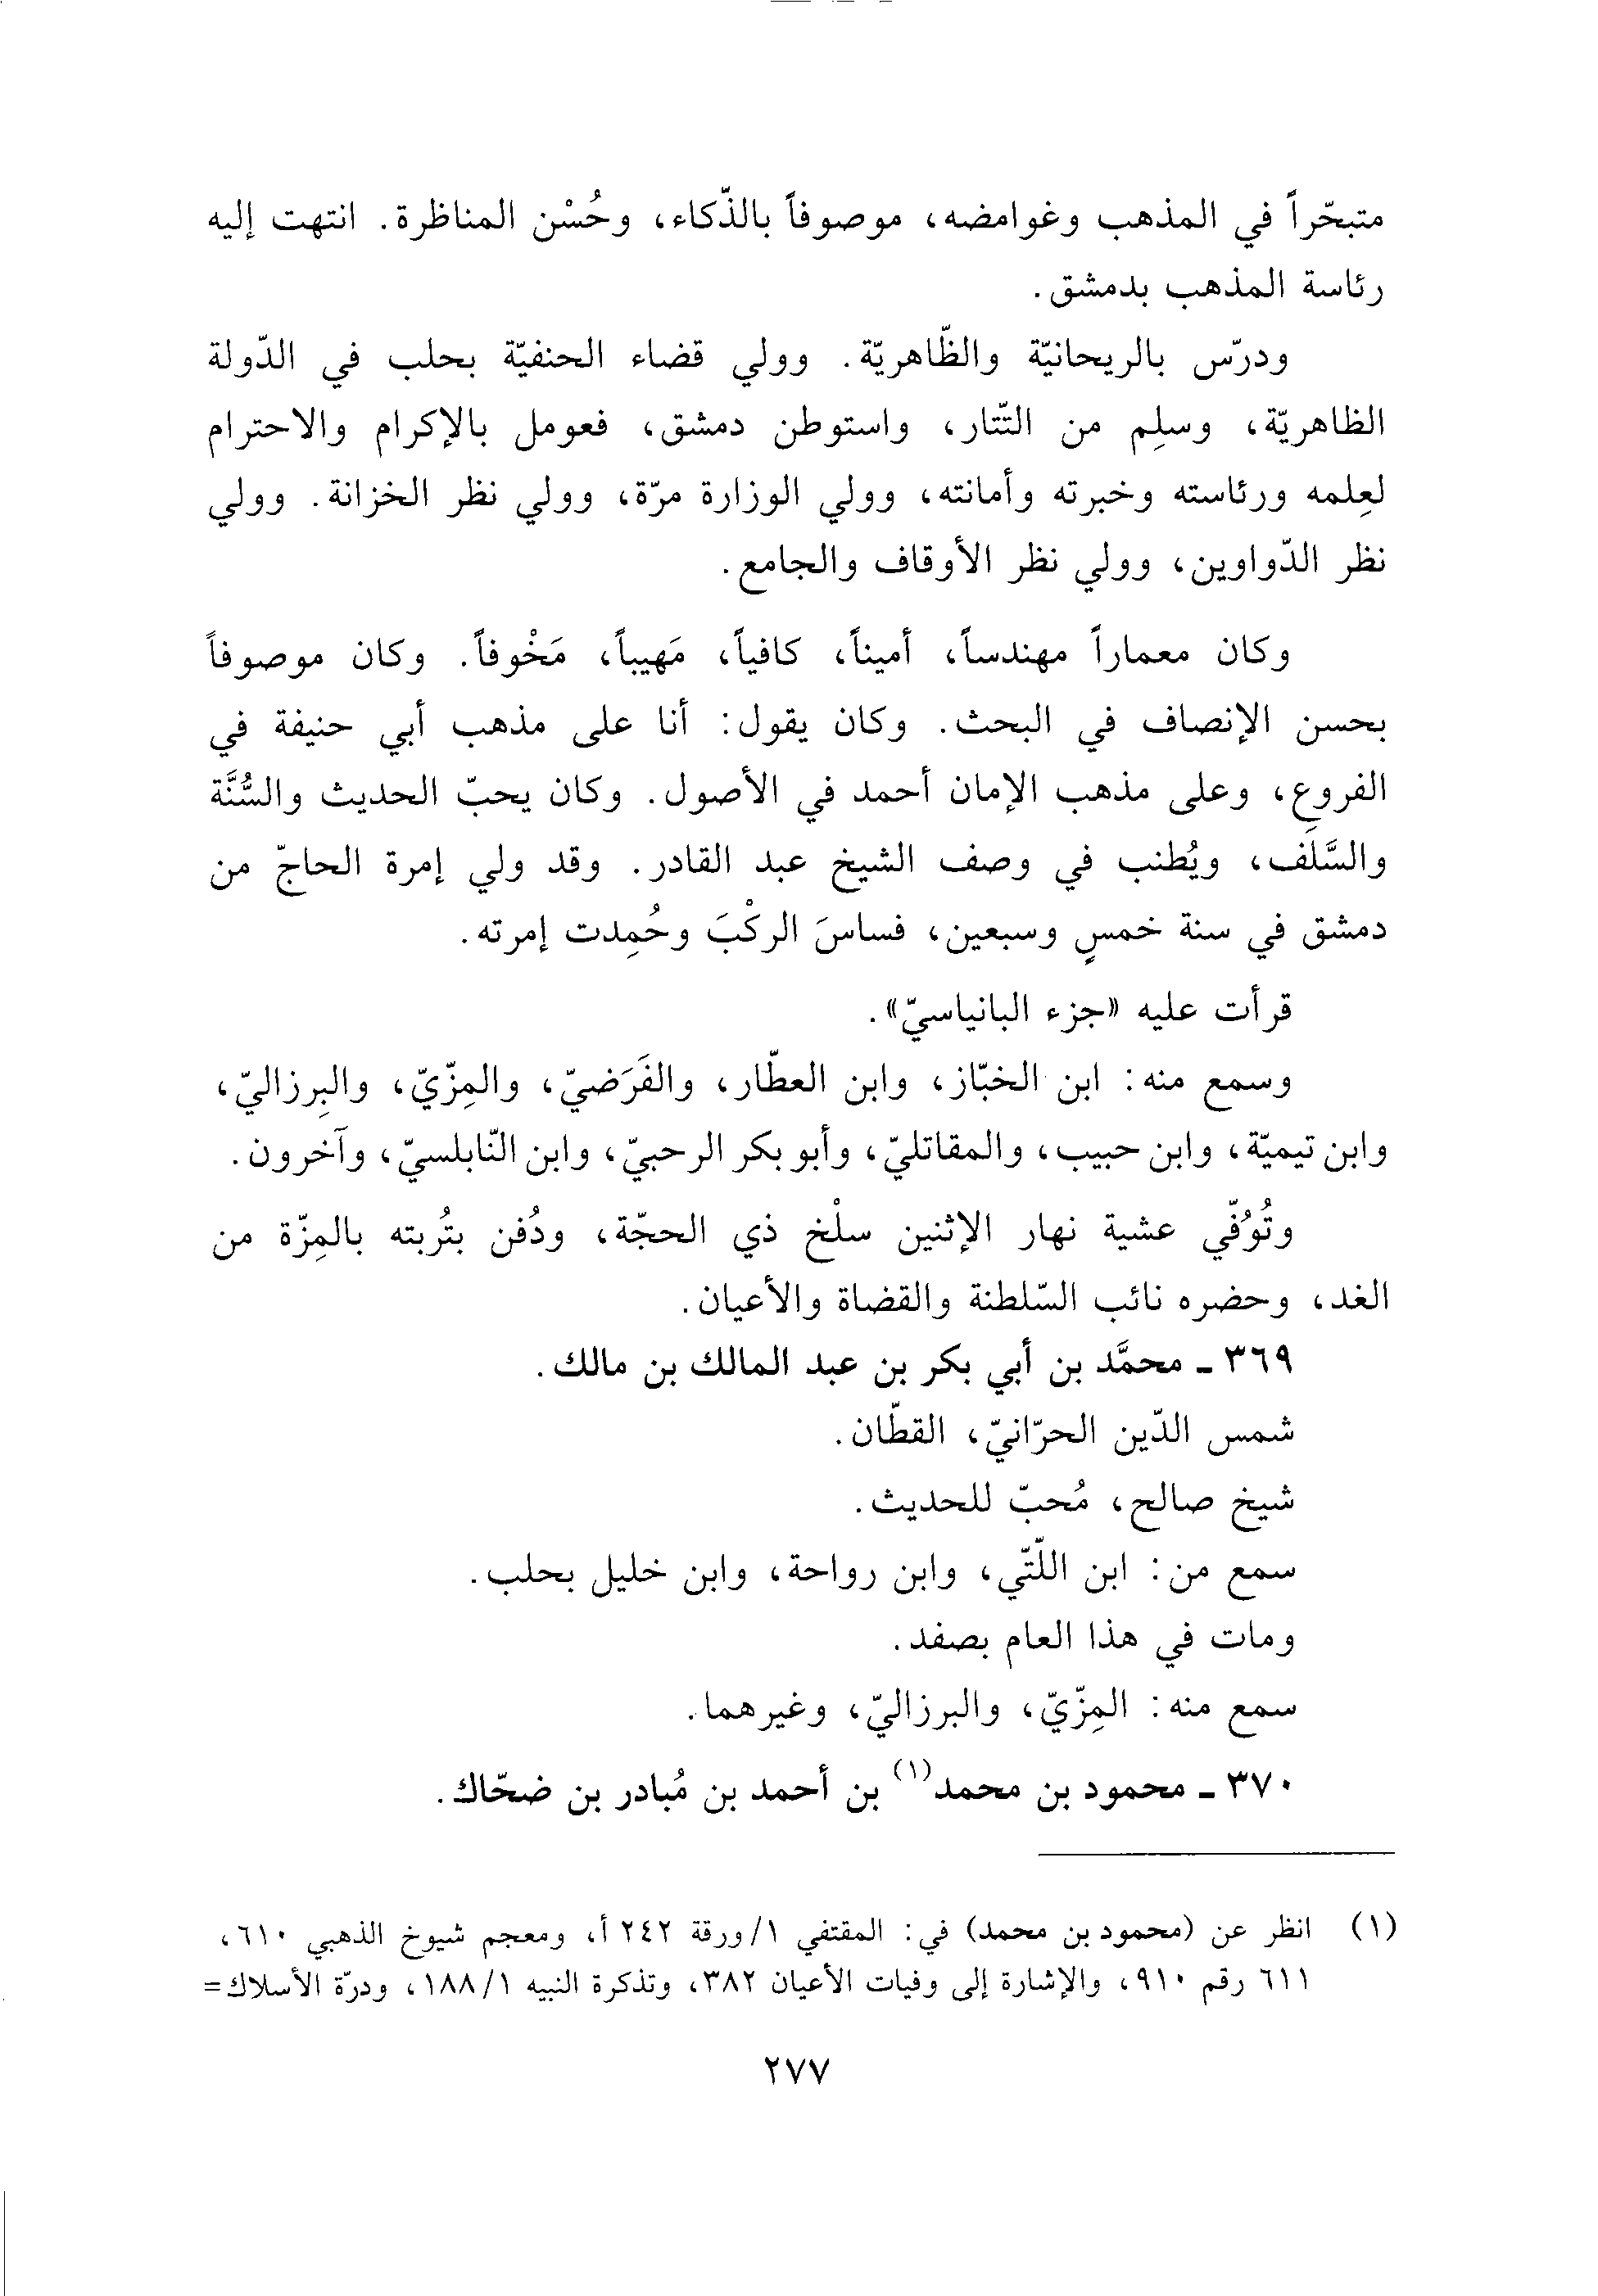 متبحّراً في المذهب وغوامضه، موصوفاً بالذّكاء، وحُسْن المناظرة. انتهت إليه
رئاسة المذهب بدمشق.
ودرّس بالريحانيّة والظّاهريّة. وولي قضاء الحنفيّة بحلب في الدّولة
الظاهريّة، وسلِم من التّتار، واستوطن دمشق، فعومل بالإكرام والاحترام
لعِلمه ورئاسته وخبرته وأمانته، وولي الوزارة مرّة، وولي نظر الخزانة. وولي
نظر الدّواوين، وولي نظر الأوقاف والجامع.
وكان معماراً مهندساً، أميناً، كافياً، مَهيباً، مَخْوفاً. وكان موصوفاً
بحسن الإنصاف في البحث. وكان يقول: أنا على مذهب أبي حنيفة في
الفروع، وعلى مذهب الإمان أحمد في الأصول. وكان يحبّ الحديث والسُّنَّة
والسَّلَف، ويُطنب في وصف الشيخ عبد القادر. وقد ولي إمرة الحاجّ من
دمشق في سنة خمسٍ وسبعين، فساسَ الركْبَ وحُمِدت إمرته.
قرأت عليه «جزء البانياسيّ».
وسمع منه: ابن الخبّاز، وابن العطّار، والفَرَضيّ، والمِزّيّ، والبِرزاليّ،
وابن تيميّة، وابن حبيب، والمقاتليّ، وأبو بكر الرحبيّ، وابن النّابلسيّ، وآخرون.
وتُوُفّي عشية نهار الإثنين سلْخ ذي الحجّة، ودُفن بتُربته بالمِزّة من
الغد، وحضره نائب السّلطنة والقضاة والأعيان.
٣٦٩ ـ محمَّد بن أبي بكر بن عبد المالك بن مالك.
شمس الدّين الحرّانيّ، القطّان.
شيخ صالح، مُحبّ للحديث.
سمع من: ابن اللّتّي، وابن رواحة، وابن خليل بحلب.
ومات في هذا العام بصفد.
سمع منه: المِزّيّ، والبرزاليّ، وغيرهما.
٣٧٠ ـ محمود بن محمد(١) بن أحمد بن مُبادر بن ضحّاك.
(١) انظر عن (محمود بن محمد) في: المقتفي ١/ ورقة ٢٤٢ أ، ومعجم شيوخ الذهبي ٦١٠،
٦١١ رقم ٩١٠، والإشارة إلى وفيات الأعيان ٣٨٢، وتذكرة النبيه ١٨٨/١، ودرّة الأسلاك=
٢٧٧